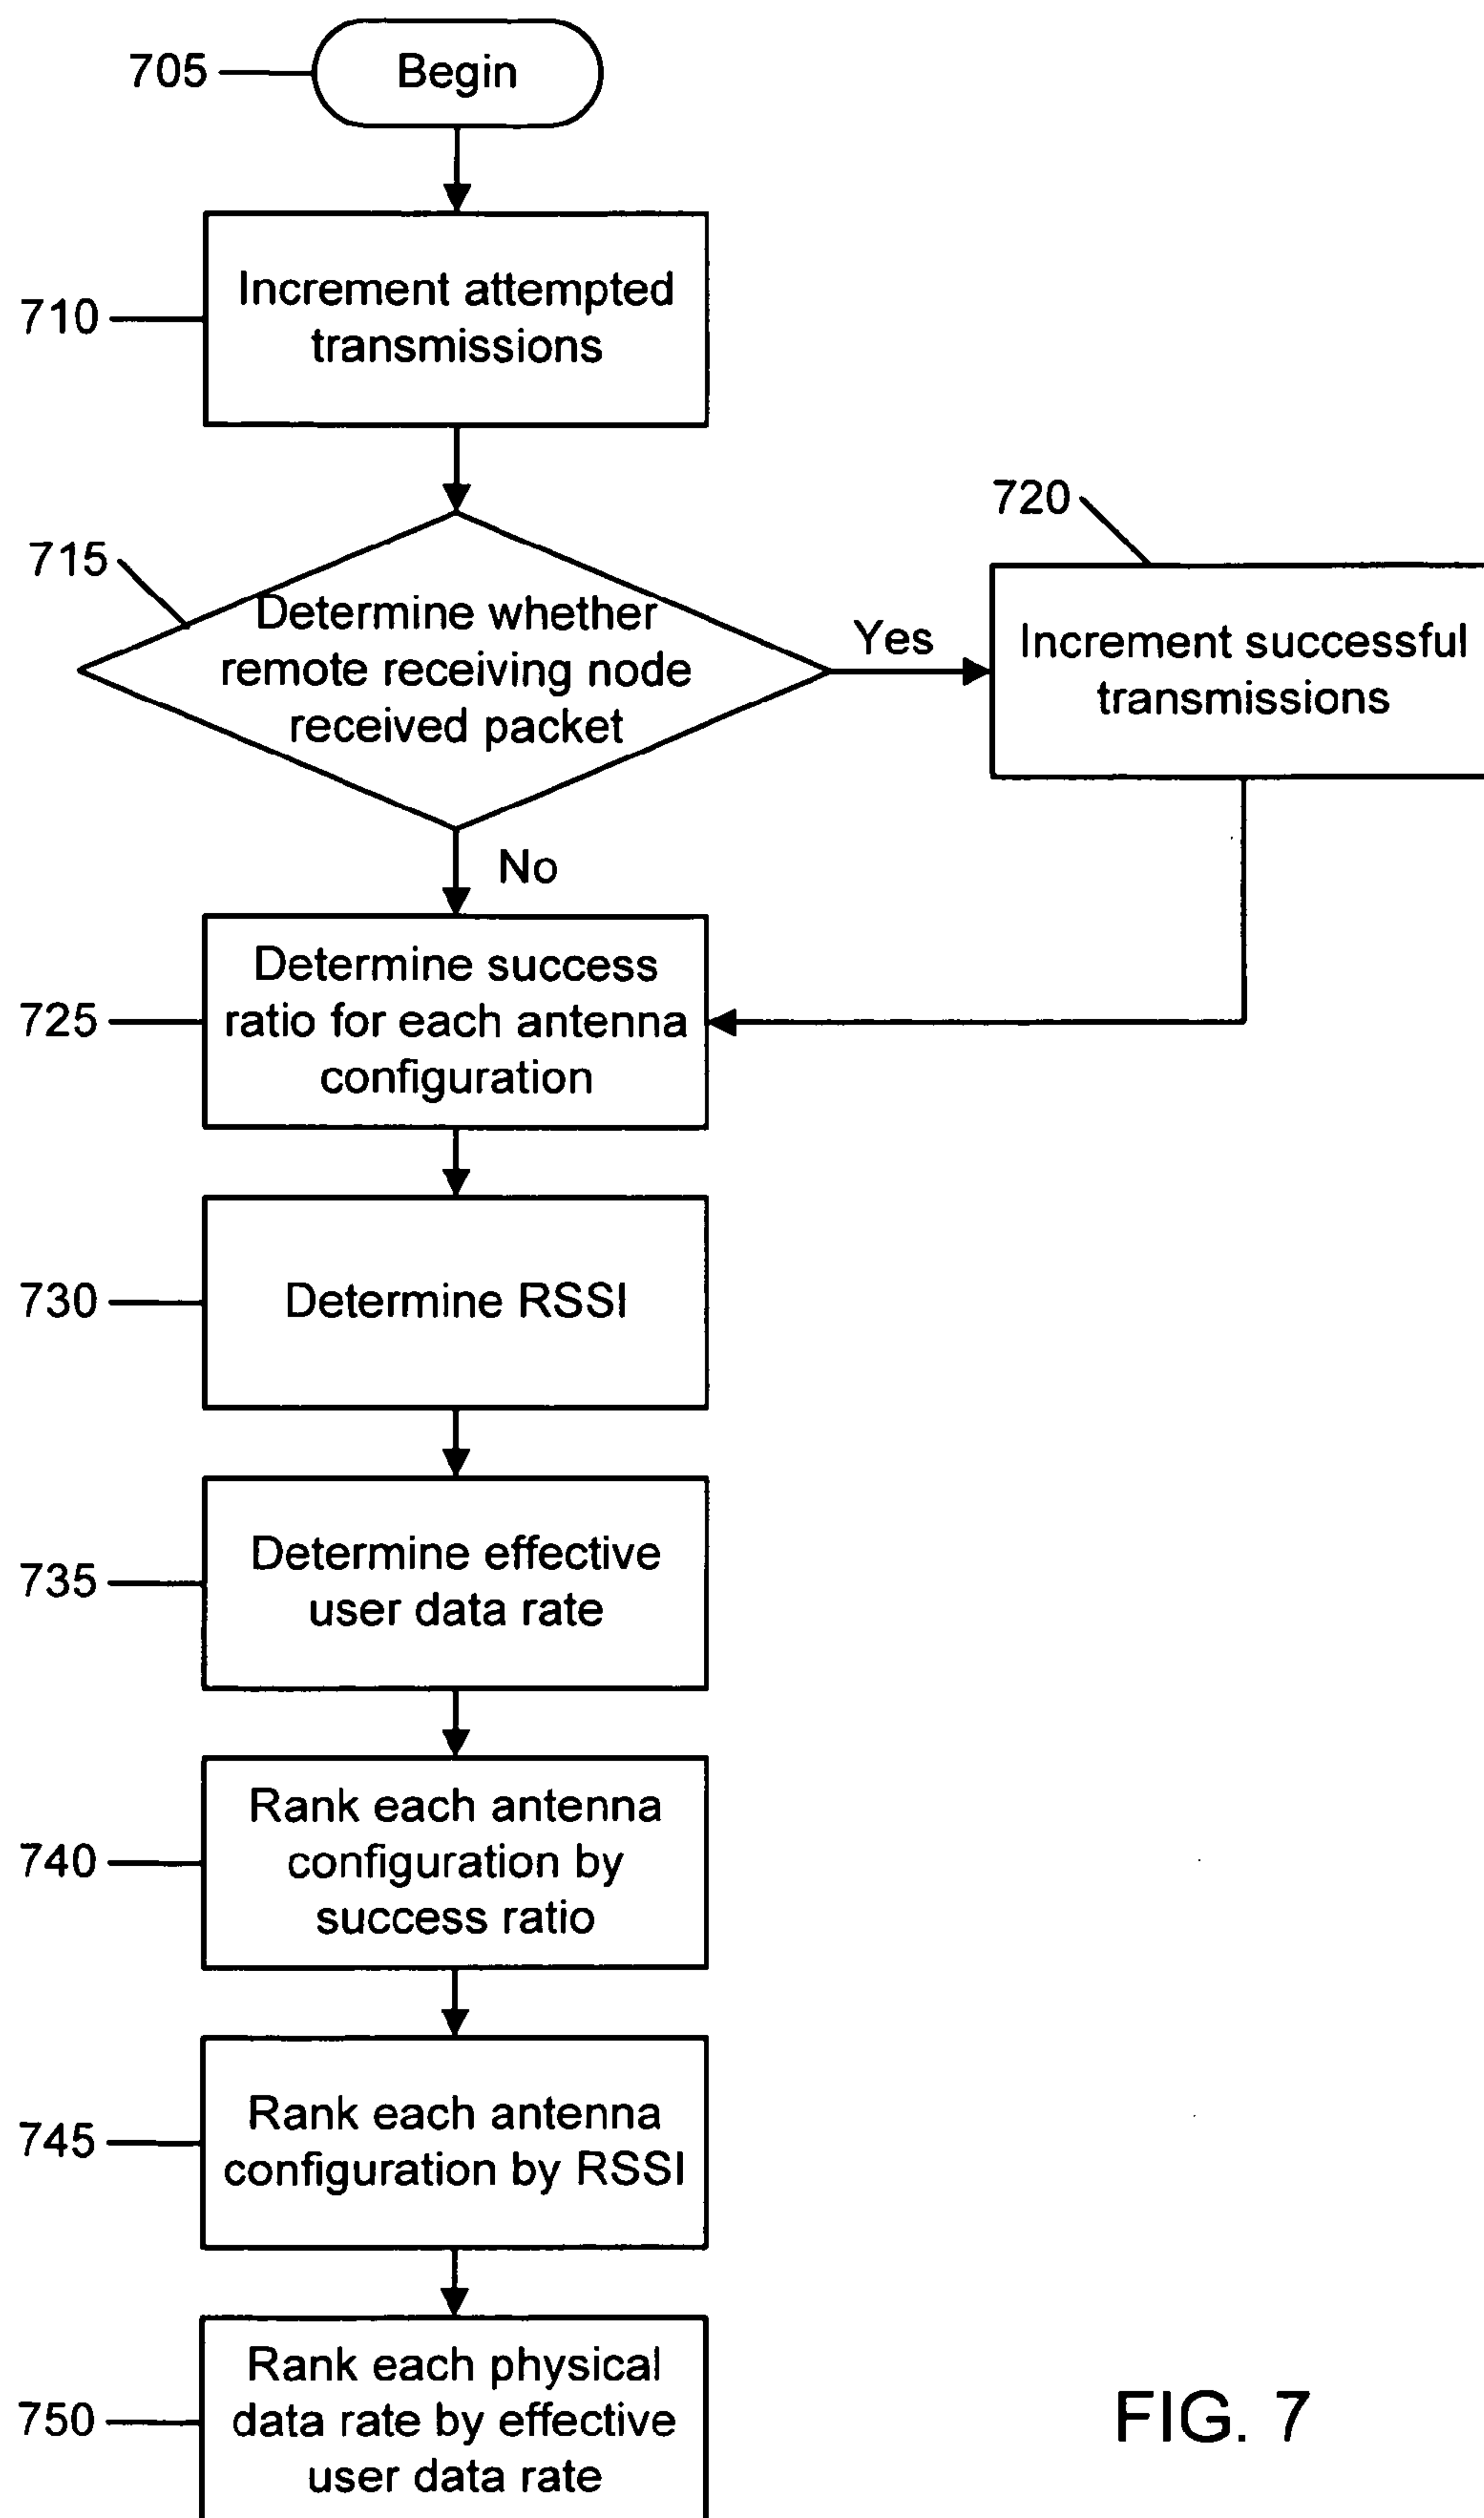 705
Begin
710
Increment attempted
transmissions
715
Determine whether
remote receiving node
received packet
Yes
720
Increment successful
transmissions
No
725
Determine success
ratio for each antenna
configuration
730
Determine RSSI
735
Determine effective
user data rate
740
Rank each antenna
configuration by
success ratio
745
Rank each antenna
configuration by RSSI
750
Rank each physical
data rate by effective
user data rate
FIG. 7